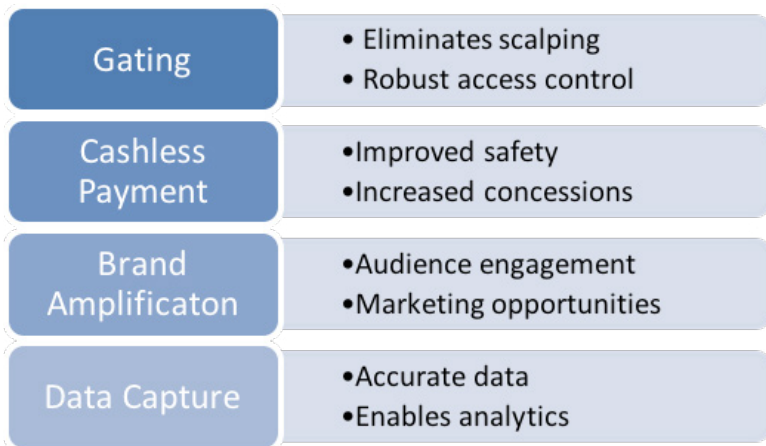 Gating
• Eliminates scalping
• Robust access control
Cashless
Payment
•Improved safety
•Increased concessions
Brand
Amplificaton
•Audience engagement
•Marketing opportunities
Data Capture
•Accurate data
•Enables analytics